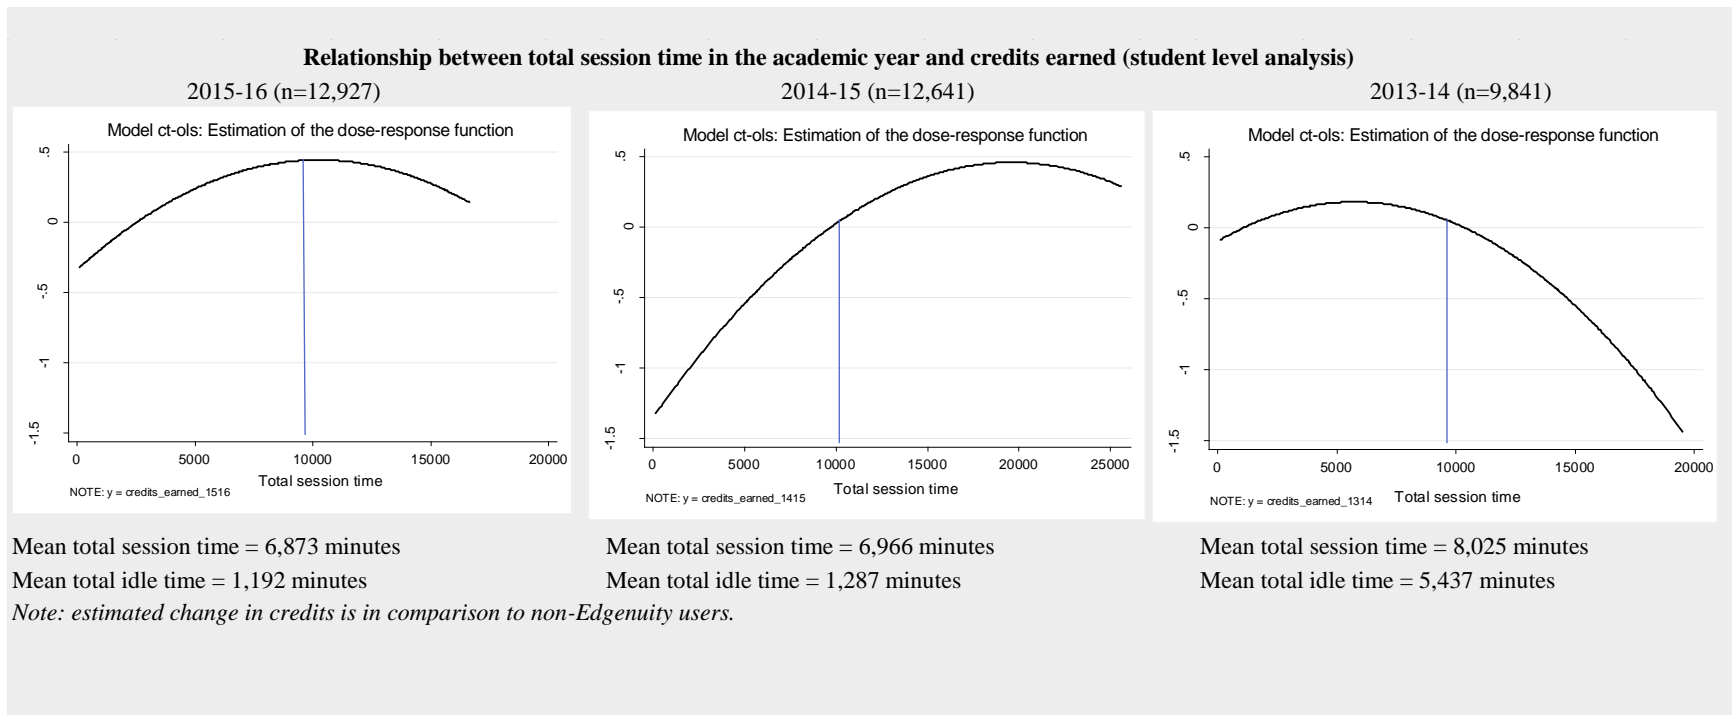 Relationship between total session time in the academic year and credits earned (student level analysis)
2015-16 (n=12,927)
2014-15 (n=12,641)
2013-14 (n=9,841)
Model ct-ols: Estimation of the dose-response function
.5
0
-.5
-1
-1.5
0 5000 10000 15000 20000
Total session time
NOTE: y = credits_earned_1516
Model ct-ols: Estimation of the dose-response function
.5
0
-.5
-1
-1.5
0 5000 10000 15000 20000 25000
Total session time
NOTE: y = credits_earned_1415
Model ct-ols: Estimation of the dose-response function
.5
0
-.5
-1
-1.5
0 5000 10000 15000 20000
Total session time
NOTE: y = credits_earned_1314
Mean total session time = 6,873 minutes
Mean total idle time = 1,192 minutes
Mean total session time = 6,966 minutes
Mean total idle time = 1,287 minutes
Mean total session time = 8,025 minutes
Mean total idle time = 5,437 minutes
Note: estimated change in credits is in comparison to non-Edgenuity users.